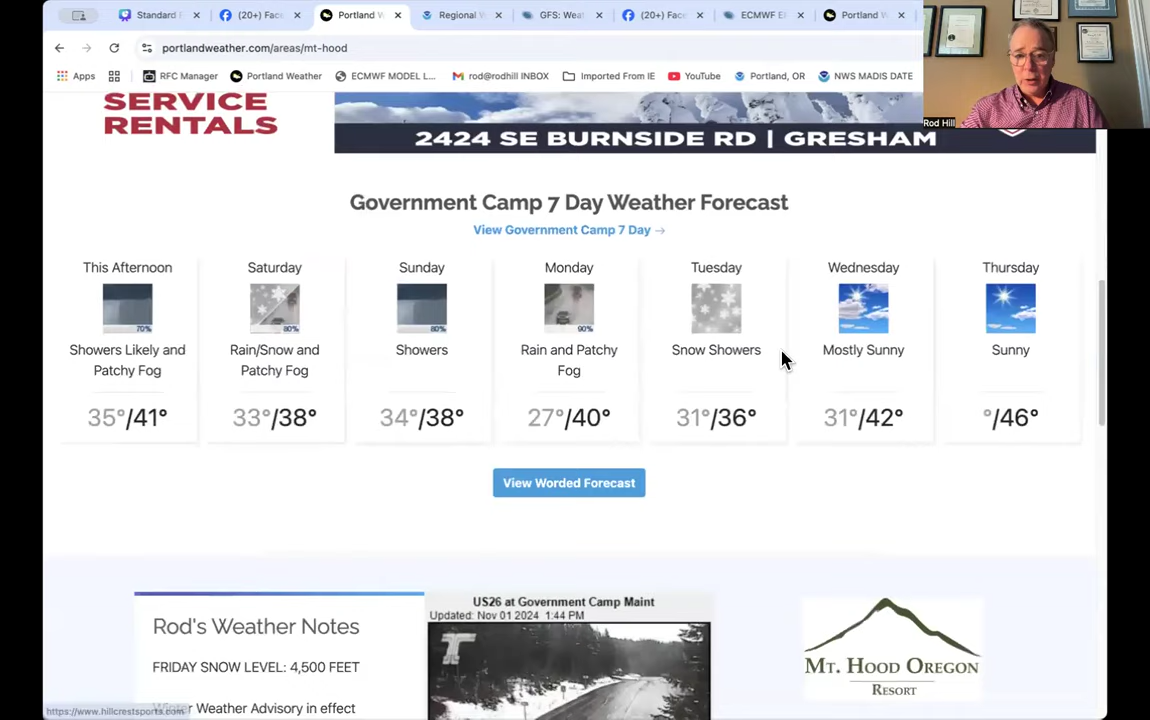 Standard
(20+) Face
Portland W
Regional W
GFS: Weat
(20+) Face
ECMWF E
Portland W
portlandweather.com/areas/mt-hood
Apps
RFC Manager
Portland Weather
ECMWF MODEL L...
rod@rodhill INBOX
Imported From IE
YouTube
Portland, OR
NWS MADIS DATE
Rod Hill
SERVICE
RENTALS
2424 SE BURNSIDE RD | GRESHAM
Government Camp 7 Day Weather Forecast
View Government Camp 7 Day →
This Afternoon
70%
Showers Likely and
Patchy Fog
35°/41°
Saturday
80%
Rain/Snow and
Patchy Fog
33°/38°
Sunday
80%
Showers
34°/38°
Monday
90%
Rain and Patchy
Fog
27°/40°
Tuesday
Snow Showers
31°/36°
Wednesday
Mostly Sunny
31°/42°
Thursday
Sunny
°/46°
View Worded Forecast
Rod's Weather Notes
FRIDAY SNOW LEVEL: 4,500 FEET
Weather Advisory in effect
https://www.hillcrestsports.com
US26 at Government Camp Maint
Updated: Nov 01 2024 1:44 PM
MT. HOOD OREGON
RESORT